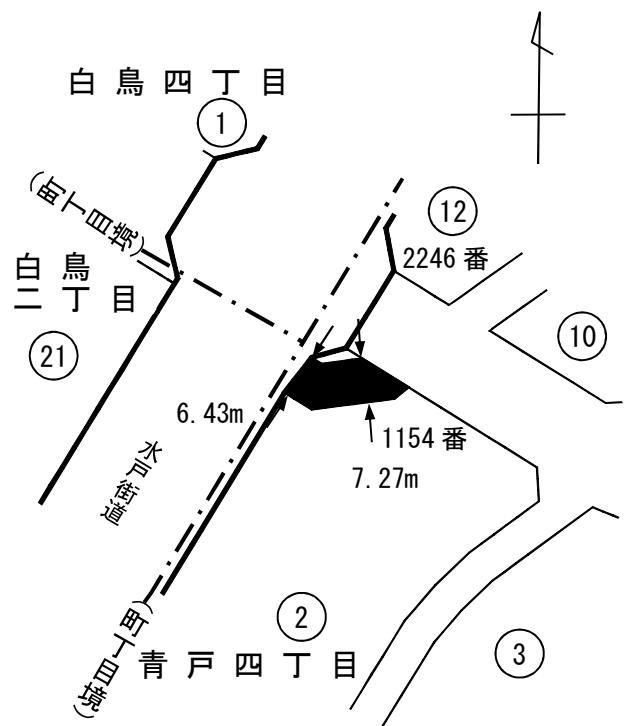 白鳥四丁目
1
(町丁目境)
12
2246番
白鳥
二丁目
21
10
6.43m
1154番
7.27m
水戸街道
2
青戸四丁目
3
(町丁目境)